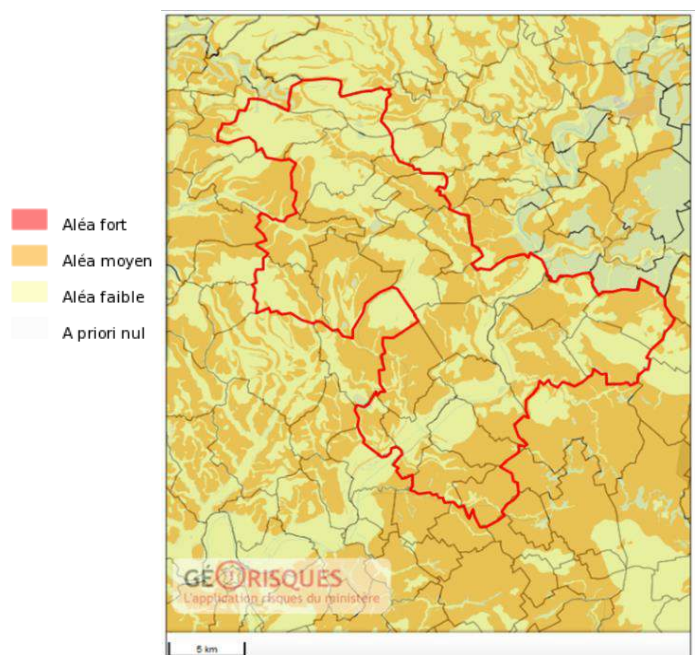 Aléa fort
Aléa moyen
Aléa faible
A priori nul
GÉORISQUES
L'application risques du ministère
5 km